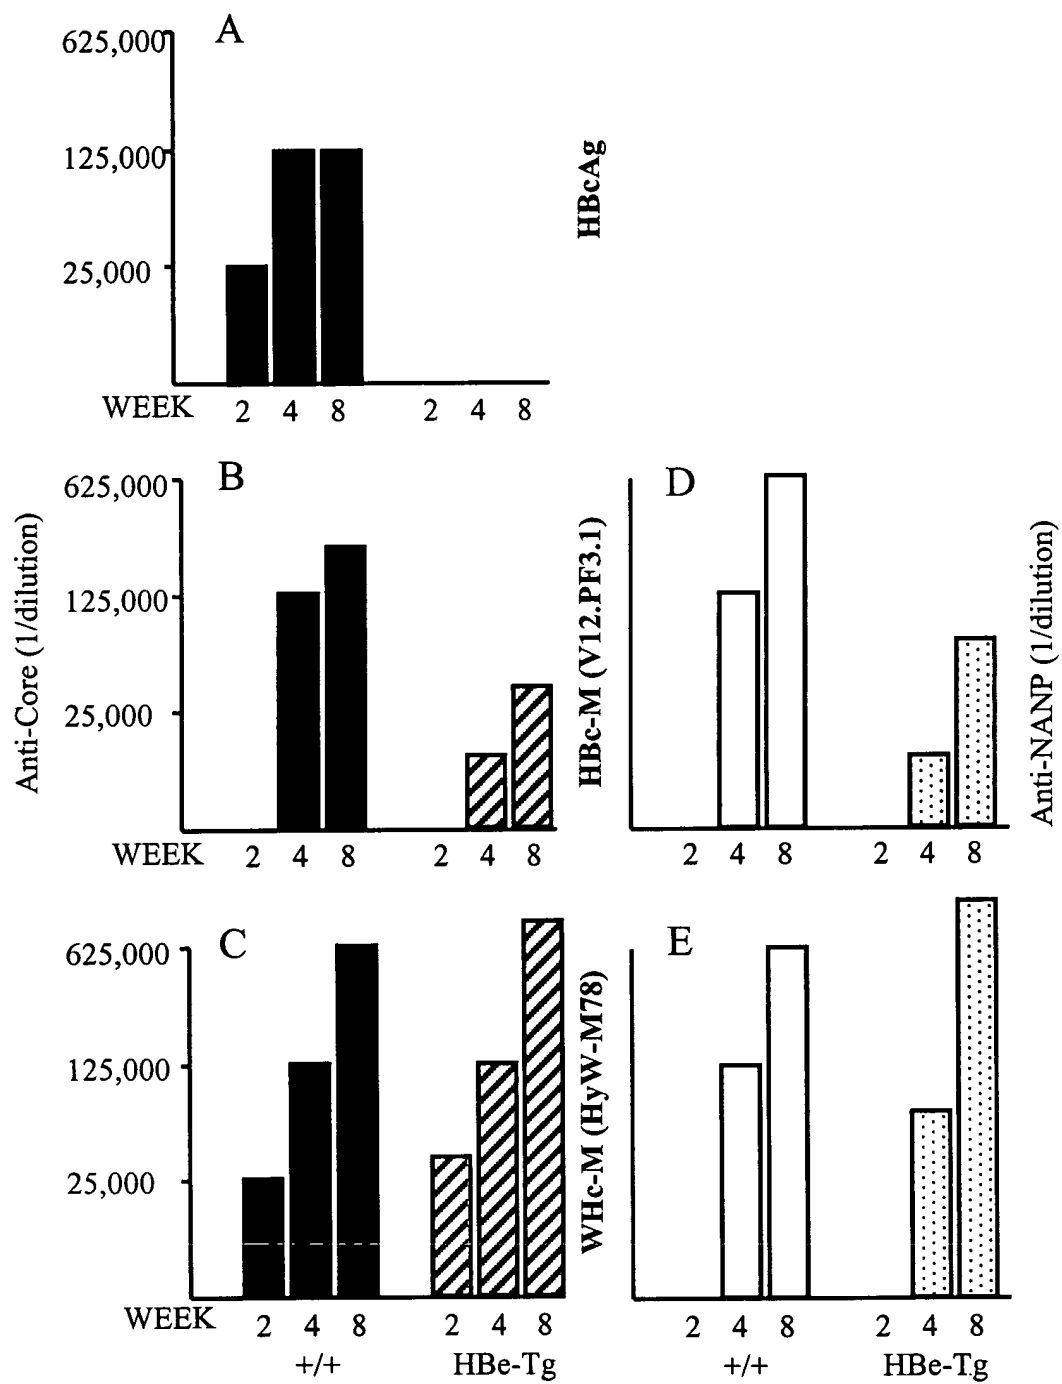 A
625,000
125,000
25,000
HBcAg
WEEK 2 4 8 2 4 8
Anti-Core (1/dilution)
B
625,000
125,000
25,000
WEEK 2 4 8 2 4 8
HBc-M (V12.PF3.1)
D
2 4 8 2 4 8
Anti-NANP (1/dilution)
C
625,000
125,000
25,000
WEEK 2 4 8 2 4 8
+/+ HBe-Tg
WHc-M (HyW-M78)
E
2 4 8 2 4 8
+/+ HBe-Tg